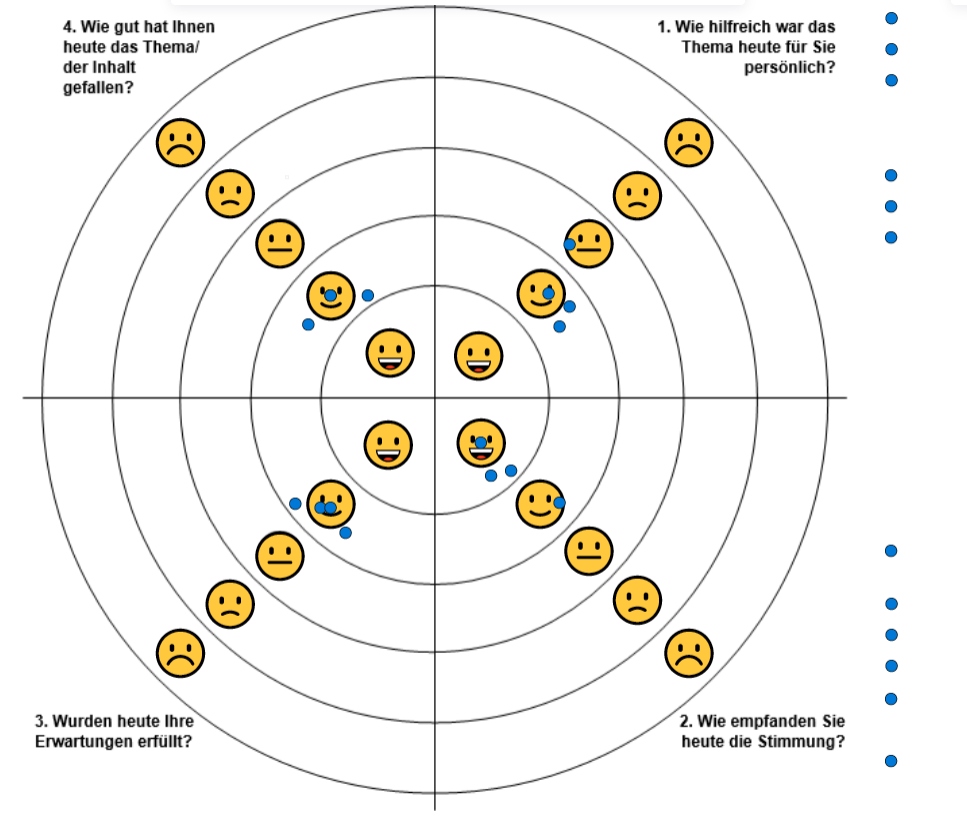 4. Wie gut hat Ihnen
heute das Thema/
der Inhalt
gefallen?
1. Wie hilfreich war das
Thema heute für Sie
persönlich?
3. Wurden heute Ihre
Erwartungen erfüllt?
2. Wie empfanden Sie
heute die Stimmung?